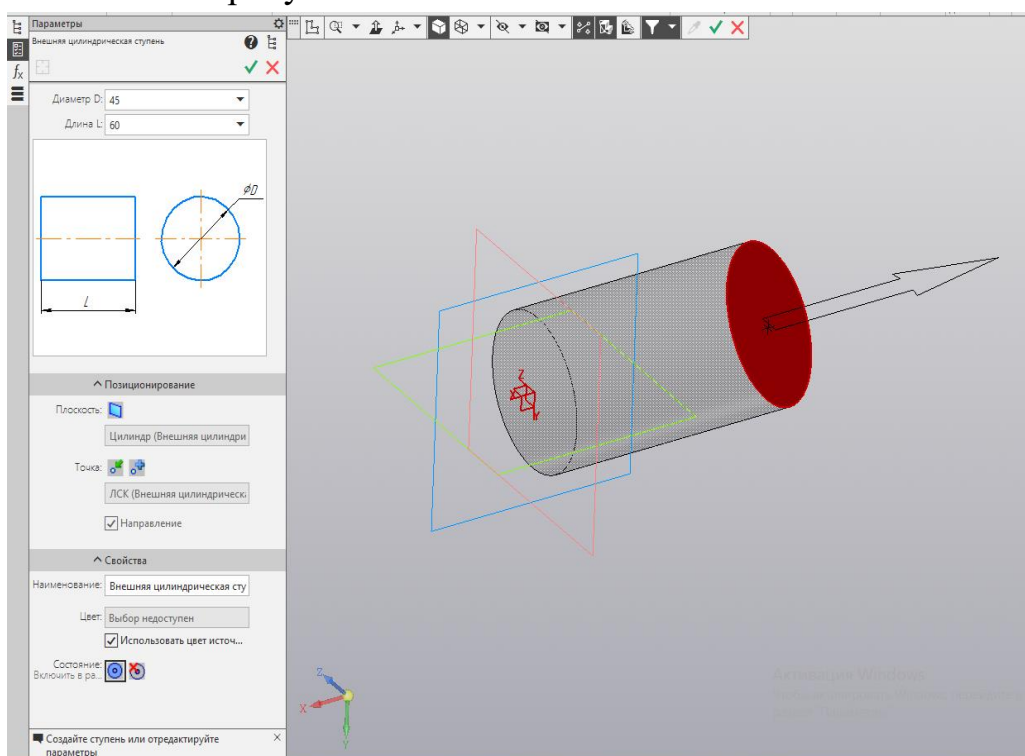 Параметры
Внешняя цилиндрическая ступень
Диаметр D: 45
Длина L: 60
øD
L
Позиционирование
Плоскость:
Цилиндр (Внешняя цилиндри
Точка:
ЛСК (Внешняя цилиндрическ
Направление
Свойства
Наименование: Внешняя цилиндрическая сту
Цвет: Выбор недоступен
Использовать цвет источ...
Состояние:
Включить в ра...
Создайте ступень или отредактируйте
параметры
Z
X
Y
Z
X
Y
Активация Windows